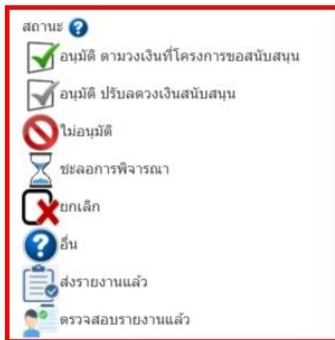 สถานะ ?
อนุมัติ ตามวงเงินที่โครงการขอสนับสนุน
อนุมัติ ปรับลดวงเงินสนับสนุน
ไม่อนุมัติ
ชะลอการพิจารณา
ยกเลิก
? อื่น
ส่งรายงานแล้ว
ตรวจสอบรายงานแล้ว